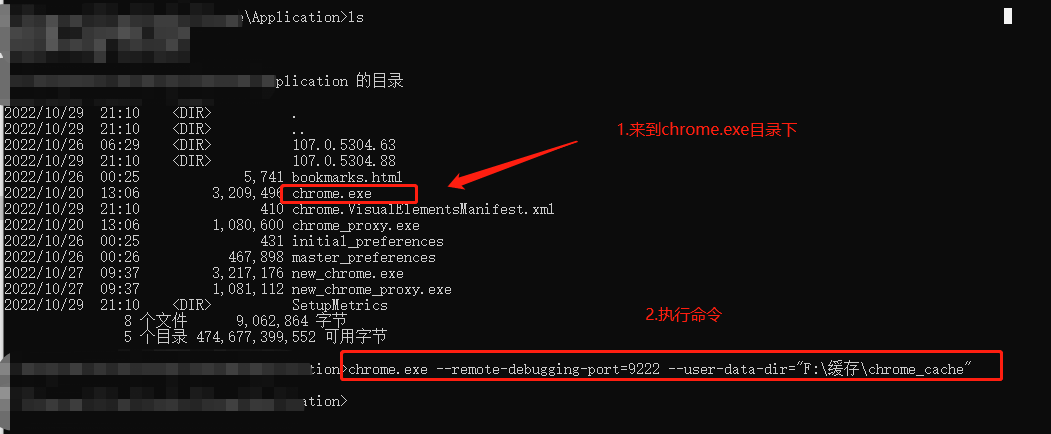 \Application>ls
plication 的目录
2022/10/29 21:10 <DIR> .
2022/10/29 21:10 <DIR> ..
2022/10/26 06:29 <DIR> 107.0.5304.63
2022/10/29 21:10 <DIR> 107.0.5304.88
2022/10/26 00:25 5,741 bookmarks.html
2022/10/20 13:06 3,209,496 chrome.exe
2022/10/29 21:10 410 chrome.VisualElementsManifest.xml
2022/10/20 13:06 1,080,600 chrome_proxy.exe
2022/10/26 00:25 431 initial_preferences
2022/10/26 00:26 467,898 master_preferences
2022/10/27 09:37 3,217,176 new_chrome.exe
2022/10/27 09:37 1,081,112 new_chrome_proxy.exe
2022/10/29 21:10 <DIR> SetupMetrics
8 个文件 9,062,864 字节
5 个目录 474,677,399,552 可用字节
tion>chrome.exe --remote-debugging-port=9222 --user-data-dir="F:\缓存\chrome_cache"
ation>
1.来到chrome.exe目录下
2.执行命令